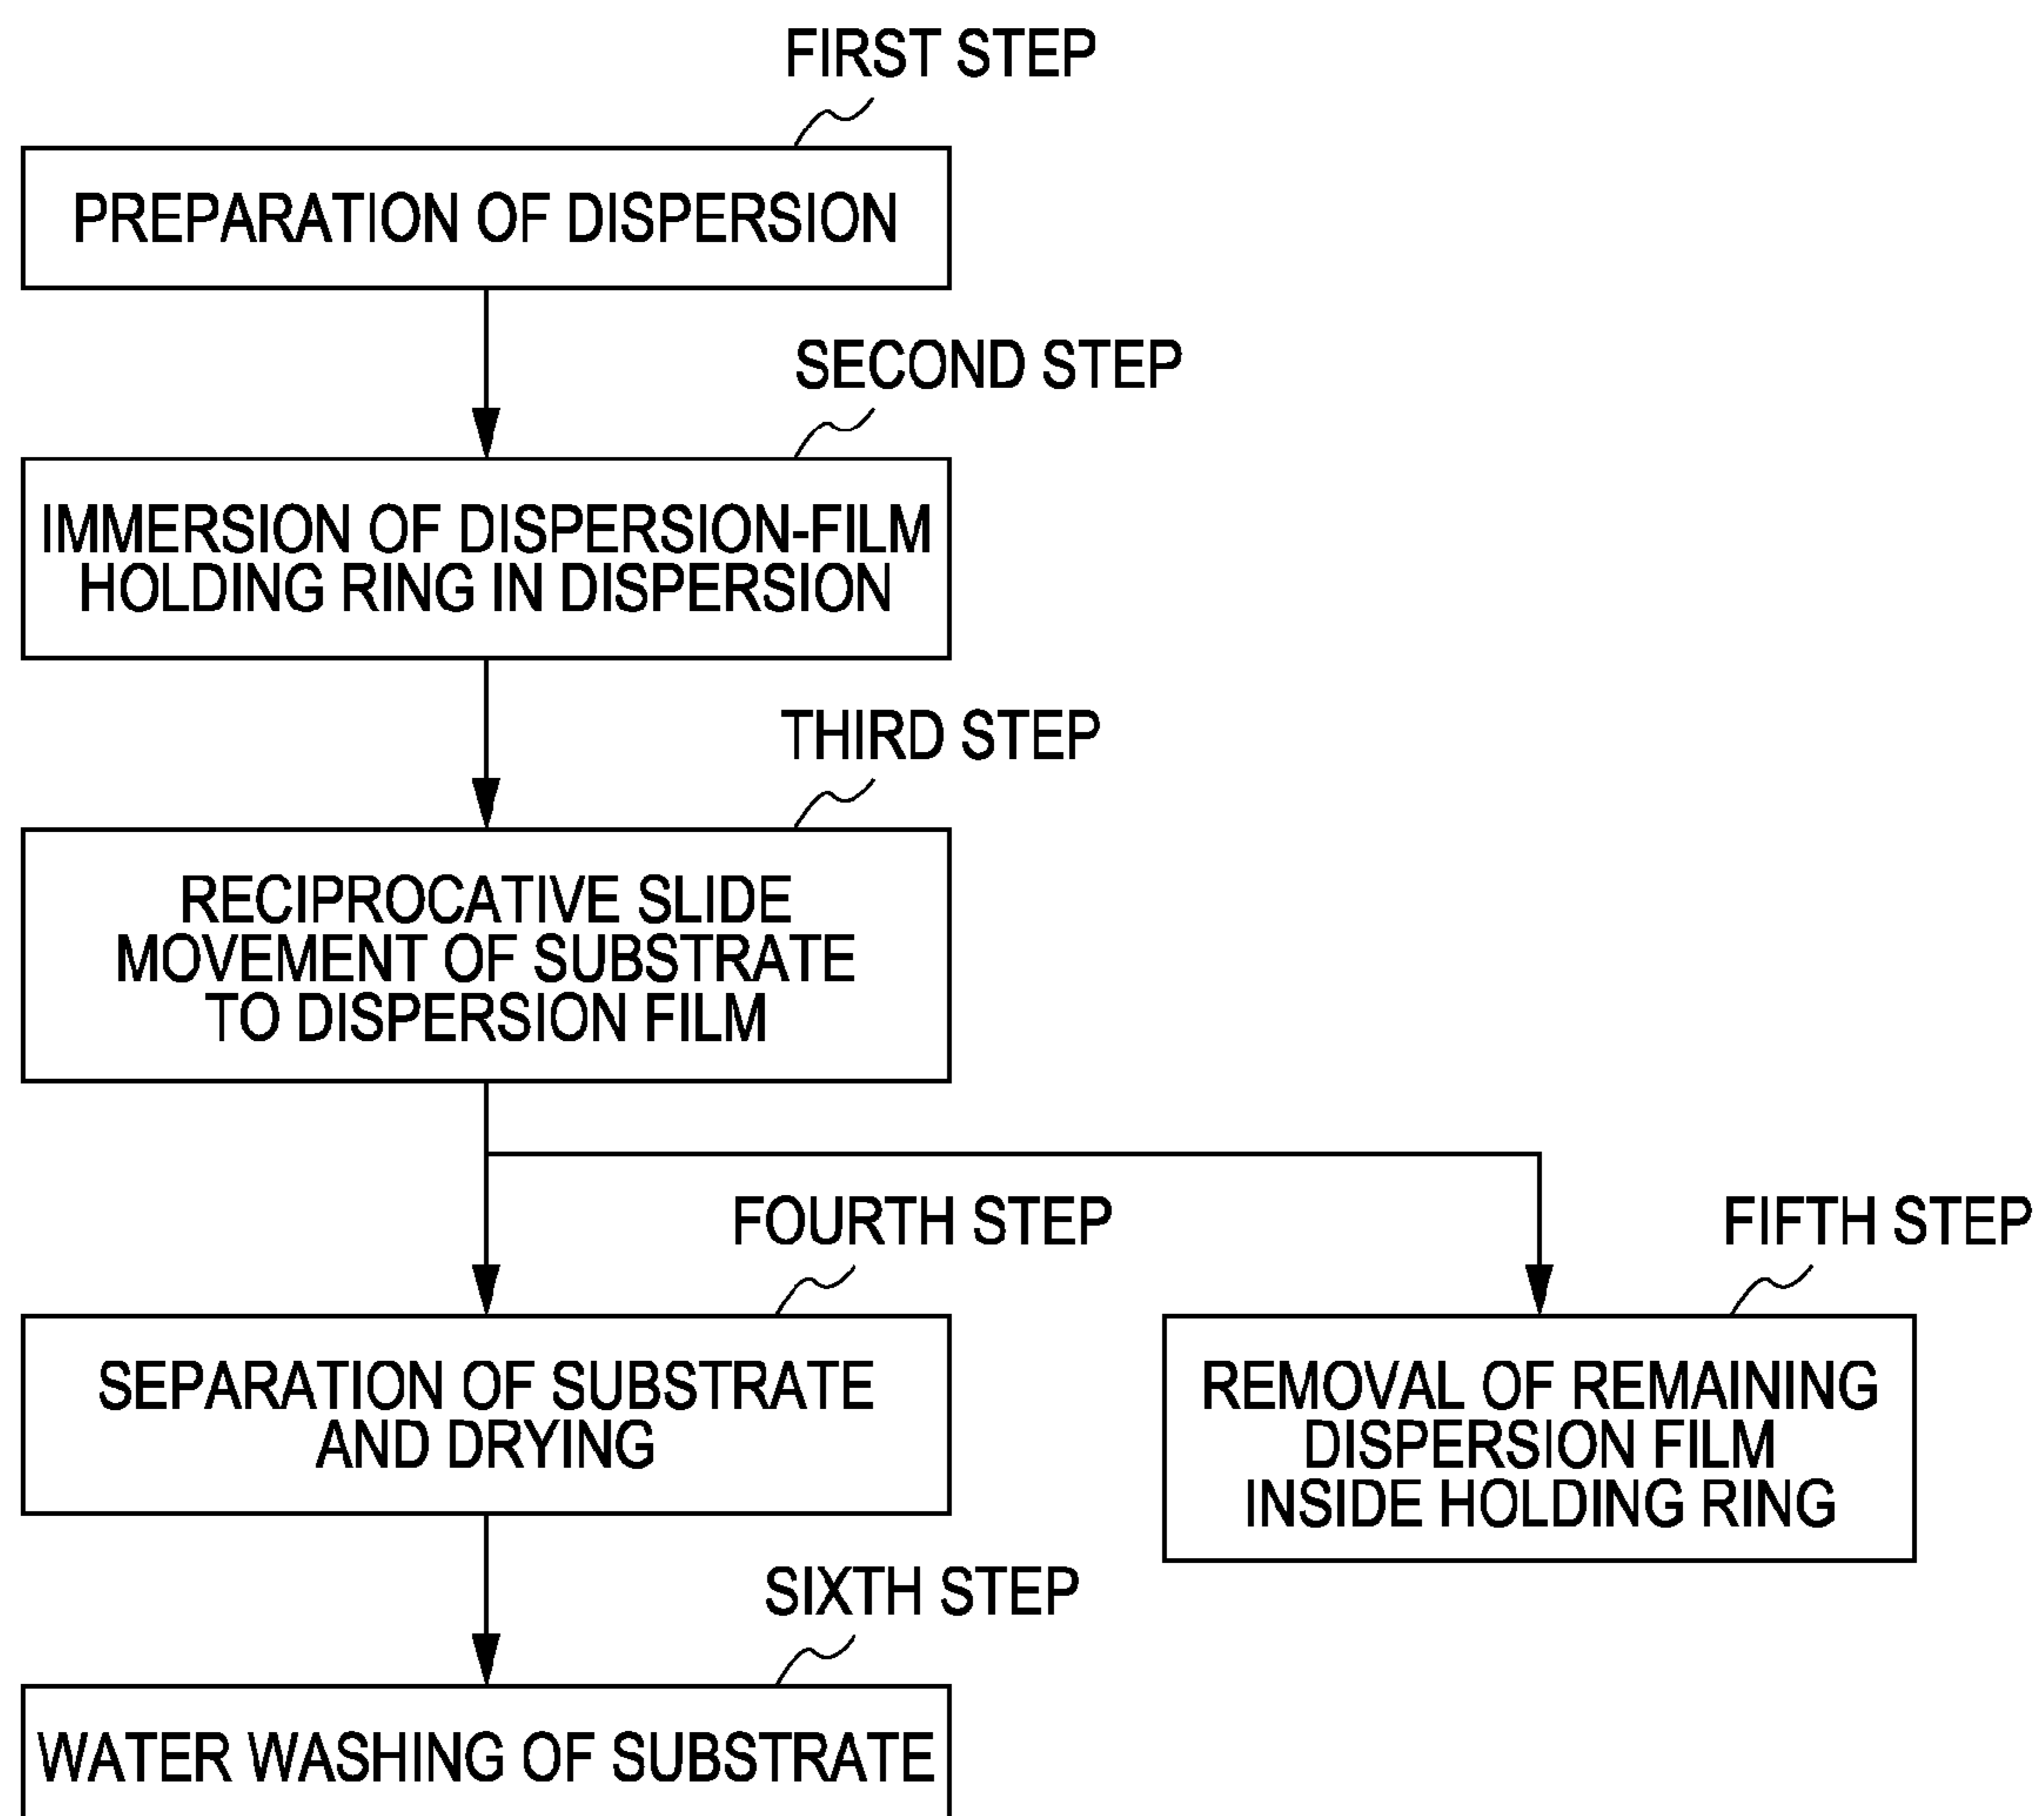 FIRST STEP
PREPARATION OF DISPERSION
SECOND STEP
IMMERSION OF DISPERSION-FILM
HOLDING RING IN DISPERSION
THIRD STEP
RECIPROCATIVE SLIDE
MOVEMENT OF SUBSTRATE
TO DISPERSION FILM
FOURTH STEP
SEPARATION OF SUBSTRATE
AND DRYING
FIFTH STEP
REMOVAL OF REMAINING
DISPERSION FILM
INSIDE HOLDING RING
SIXTH STEP
WATER WASHING OF SUBSTRATE